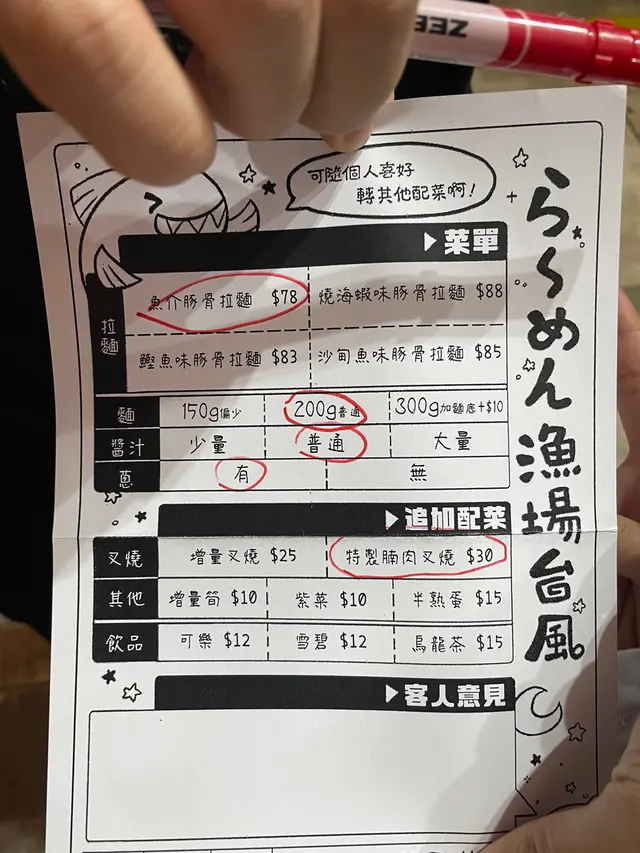 ZEB
可隨個人喜好
轉其他配菜啊！
らーめん漁場台風
▶菜單
拉麵
魚介豚骨拉麵 $78 燒海蝦味豚骨拉麵 $88
鰹魚味豚骨拉麵 $83 沙甸魚味豚骨拉麵 $85
麵 150g偏少 200g普通 300g加麵底+$10
醬汁 少量 普通 大量
蔥 有 無
▶追加配菜
叉燒 增量叉燒 $25 特製腩肉叉燒 $30
其他 增量筍 $10 紫菜 $10 半熟蛋 $15
飲品 可樂 $12 雪碧 $12 烏龍茶 $15
▶客人意見